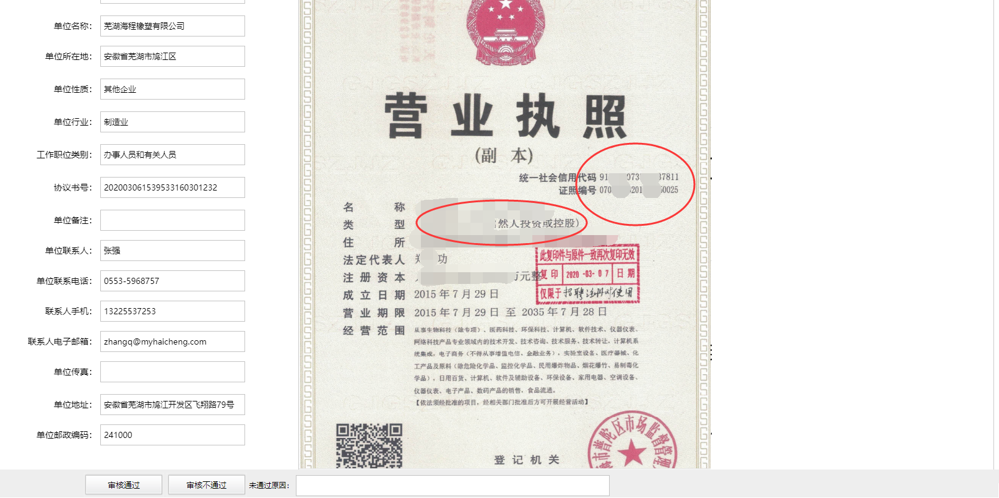 单位名称： 芜湖海程橡塑有限公司
单位所在地： 安徽省芜湖市鸠江区
单位性质： 其他企业
单位行业： 制造业
工作职位类别： 办事人员和有关人员
协议书号： 20200306153953316030​1232
单位备注：
单位联系人： 张强
单位联系电话： 0553-5968757
联系人手机： 13225537253
联系人电子邮箱： zhangq@myhaicheng.com
单位传真：
单位地址： 安徽省芜湖市鸠江开发区飞翔路79号
单位邮政编码： 241000
营业执照
(副 本)
统一社会信用代码 91 073 37811
证照编号 070 201 0025
名 称
类 型 然人投资或控股)
住 所
法定代表人 功
注册资本 万元整
成立日期 2015年7月29日
营业期限 2015年7月29日 至 2035年7月28日
经营范围 从事生物科技（除专项）、医药科技、环保科技、计算机、软件技术、仪器仪表、
网络科技产品专业领域内的技术开发、技术咨询、技术服务、技术转让，计算机系
统集成，电子商务（不得从事增值电信、金融业务），实验室设备、医疗器械、化
工产品及原料（除危险化学品、监控化学品、民用爆炸物品、烟花爆竹、易制毒化
学品），日用百货、计算机、软件及辅助设备、环保设备、家用电器、空调设备、
仪器仪表、电子产品、数码产品的销售，食品流通。
【依法须经批准的项目，经相关部门批准后方可开展经营活动】
此复印件与原件一致再次复印无效
复印 2020-03-07 日期
仅限于招聘注册时使用
登记机关
市普陀区市场监督管理
审核通过 审核不通过 未通过原因：